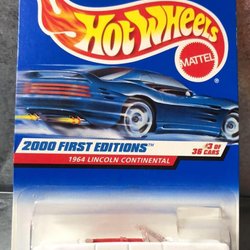 Hot Wheels
MATTEL
2000 FIRST EDITIONS
#3 OF
36 CARS
1964 LINCOLN CONTINENTAL